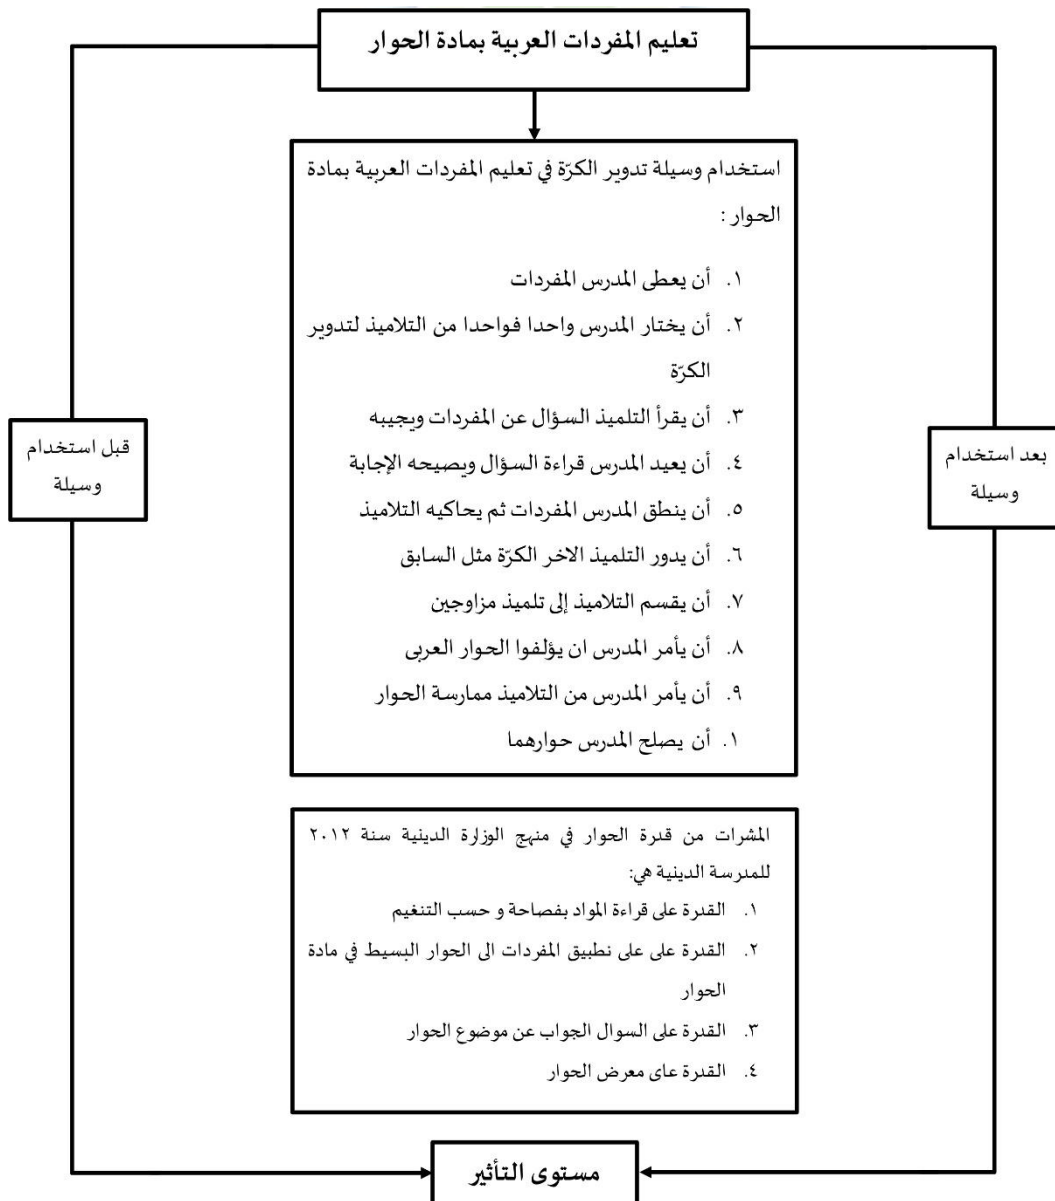 تعليم المفردات العربية بمادة الحوار
استخدام وسيلة تدوير الكرّة في تعليم المفردات العربية بمادة
الحوار :
١. أن يعطى المدرس المفردات
٢. أن يختار المدرس واحدا فواحدا من التلاميذ لتدوير
الكرّة
٣. أن يقرأ التلميذ السؤال عن المفردات ويجيبه
٤. أن يعيد المدرس قراءة السؤال ويصيحه الإجابة
٥. أن ينطق المدرس المفردات ثم يحاكيه التلاميذ
٦. أن يدور التلميذ الاخر الكرّة مثل السابق
٧. أن يقسم التلاميذ إلى تلميذ مزاوجين
٨. أن يأمر المدرس ان يؤلفوا الحوار العربى
٩. أن يأمر المدرس من التلاميذ ممارسة الحوار
١. أن يصلح المدرس حوارهما
بعد استخدام
وسيلة
قبل استخدام
وسيلة
المشرات من قدرة الحوار في منهج الوزارة الدينية سنة ٢٠١٢
للمدرسة الدينية هي:
١. القدرة على قراءة المواد بفصاحة و حسب التنغيم
٢. القدرة على على نطبيق المفردات الى الحوار البسيط في مادة
الحوار
٣. القدرة على السوال الجواب عن موضوع الحوار
٤. القدرة عاى معرض الحوار
مستوى التأثير